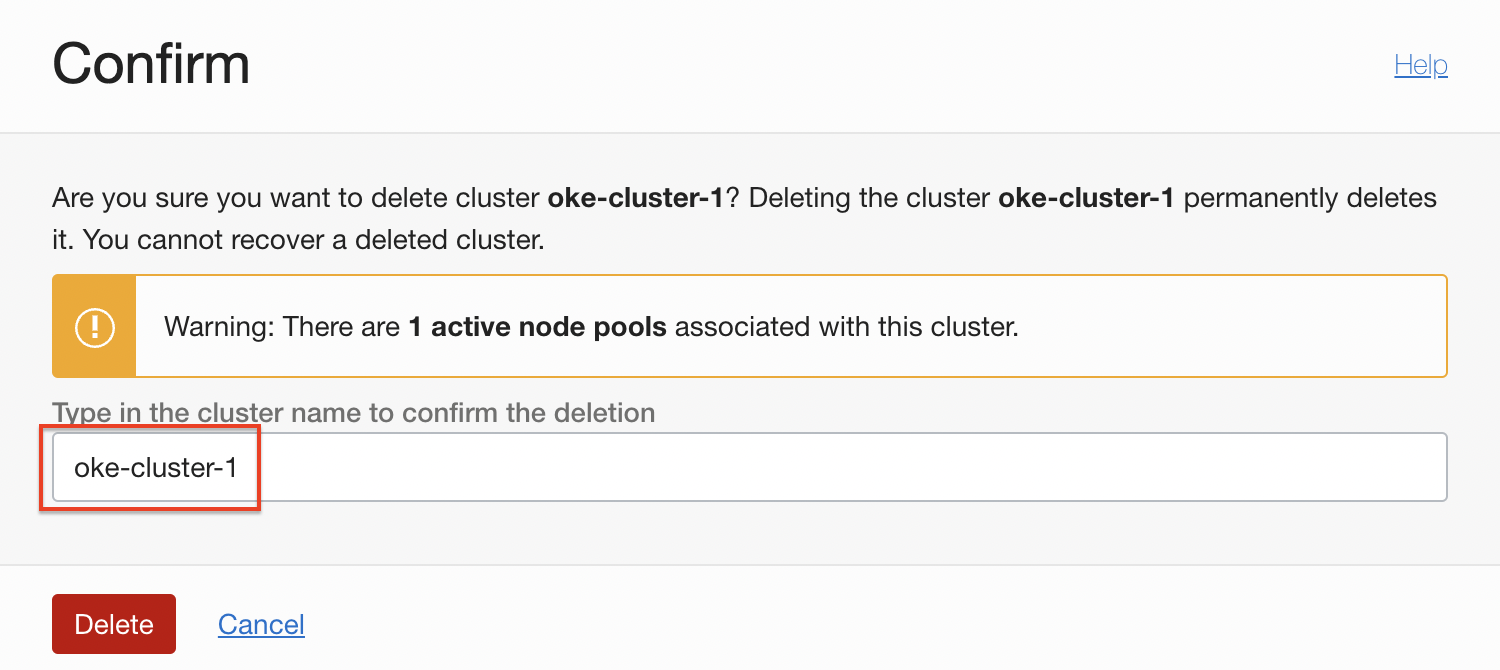 Confirm
Help
Are you sure you want to delete cluster oke-cluster-1? Deleting the cluster oke-cluster-1 permanently deletes
it. You cannot recover a deleted cluster.
Warning: There are 1 active node pools associated with this cluster.
Type in the cluster name to confirm the deletion
oke-cluster-1
Delete
Cancel